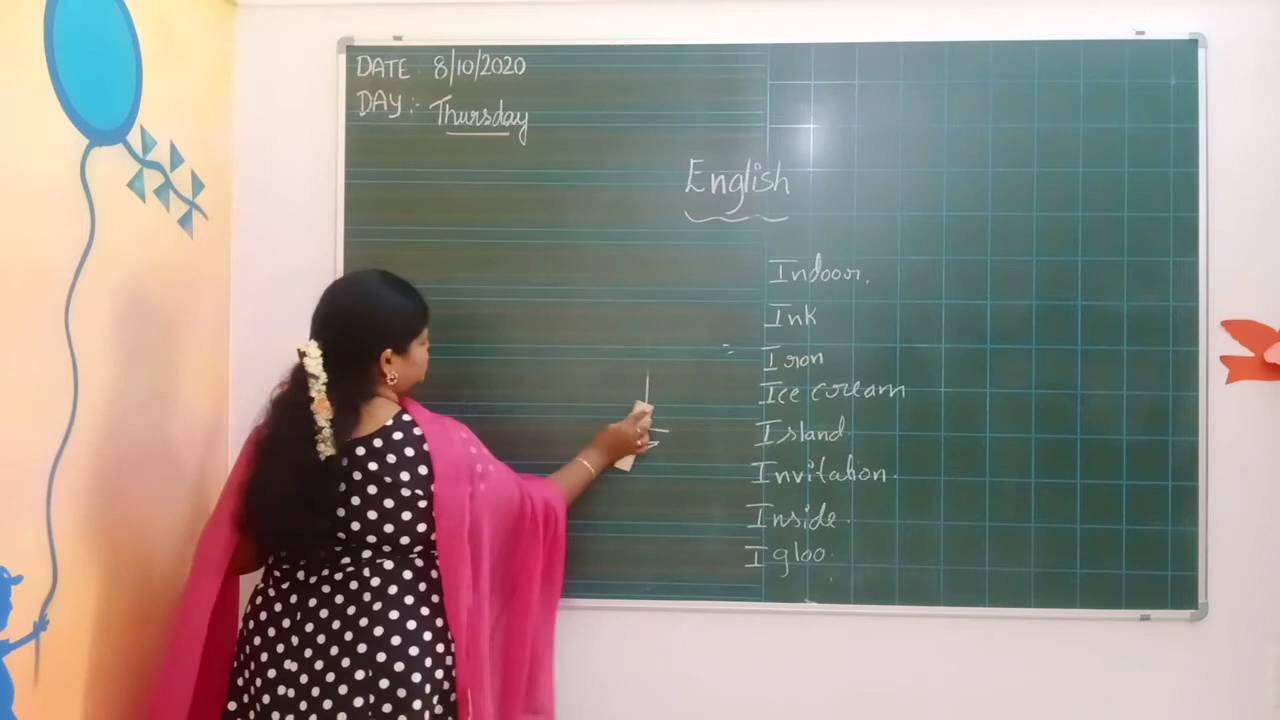 DATE : 8/10/2020
DAY :- Thursday
English
Indoor.
Ink
Iron
Ice cream
Island
Invitation.
Inside.
Igloo.